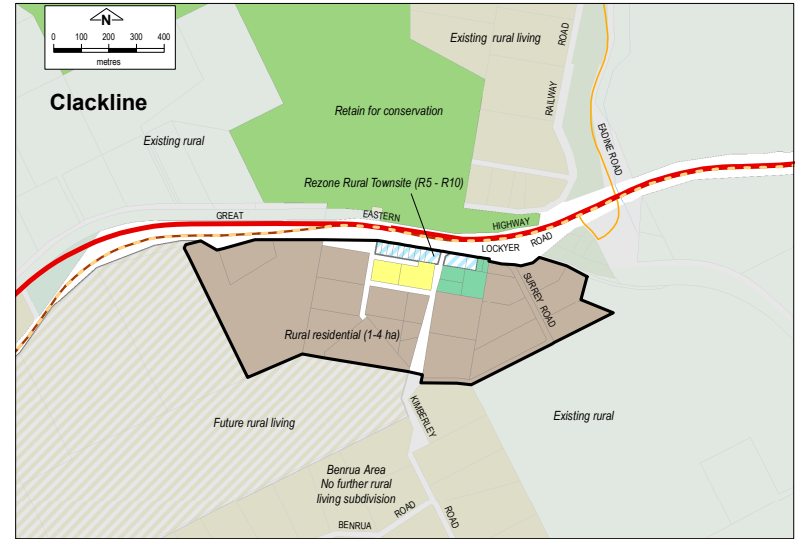 N
0 100 200 300 400
metres
Clackline
Existing rural living
ROAD
RAILWAY
EADINE ROAD
Retain for conservation
Existing rural
Rezone Rural Townsite (R5 - R10)
GREAT EASTERN HIGHWAY
LOCKYER ROAD
SURREY ROAD
Rural residential (1-4 ha)
KIMBERLEY
ROAD
Future rural living
Existing rural
Benrua Area
No further rural
living subdivision
BENRUA ROAD